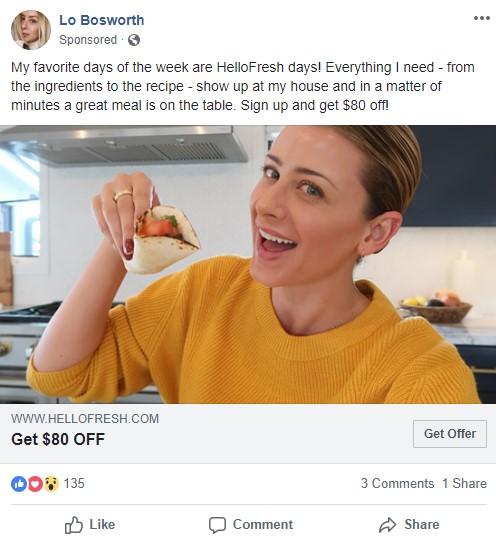 Lo Bosworth
Sponsored ·
My favorite days of the week are HelloFresh days! Everything I need - from
the ingredients to the recipe - show up at my house and in a matter of
minutes a great meal is on the table. Sign up and get $80 off!
WWW.HELLOFRESH.COM
Get $80 OFF
Get Offer
135
3 Comments 1 Share
Like Comment Share